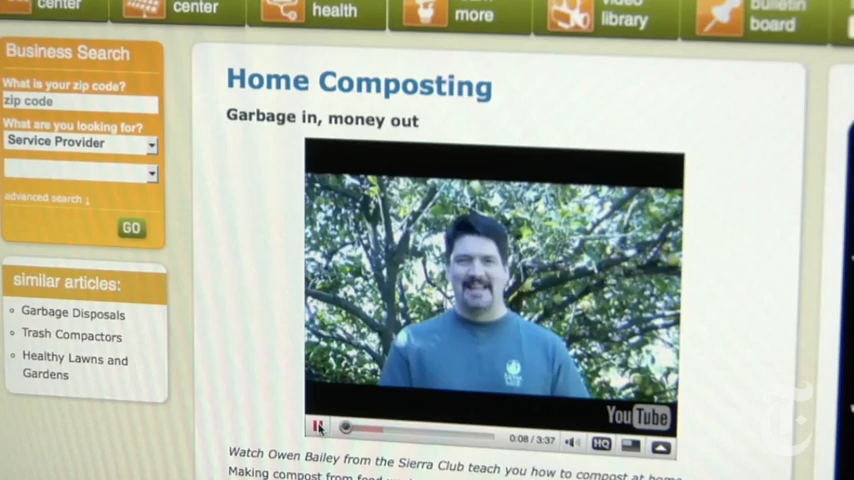 center
center
health
more
video
library
bulletin
board
Business Search
What is your zip code?
zip code
What are you looking for?
Service Provider
advanced search ↓
GO
similar articles:
Garbage Disposals
Trash Compactors
Healthy Lawns and
Gardens
Home Composting
Garbage in, money out
YouTube
0:08 / 3:37
HQ
Watch Owen Bailey from the Sierra Club teach you how to compost at home
Making compost from food